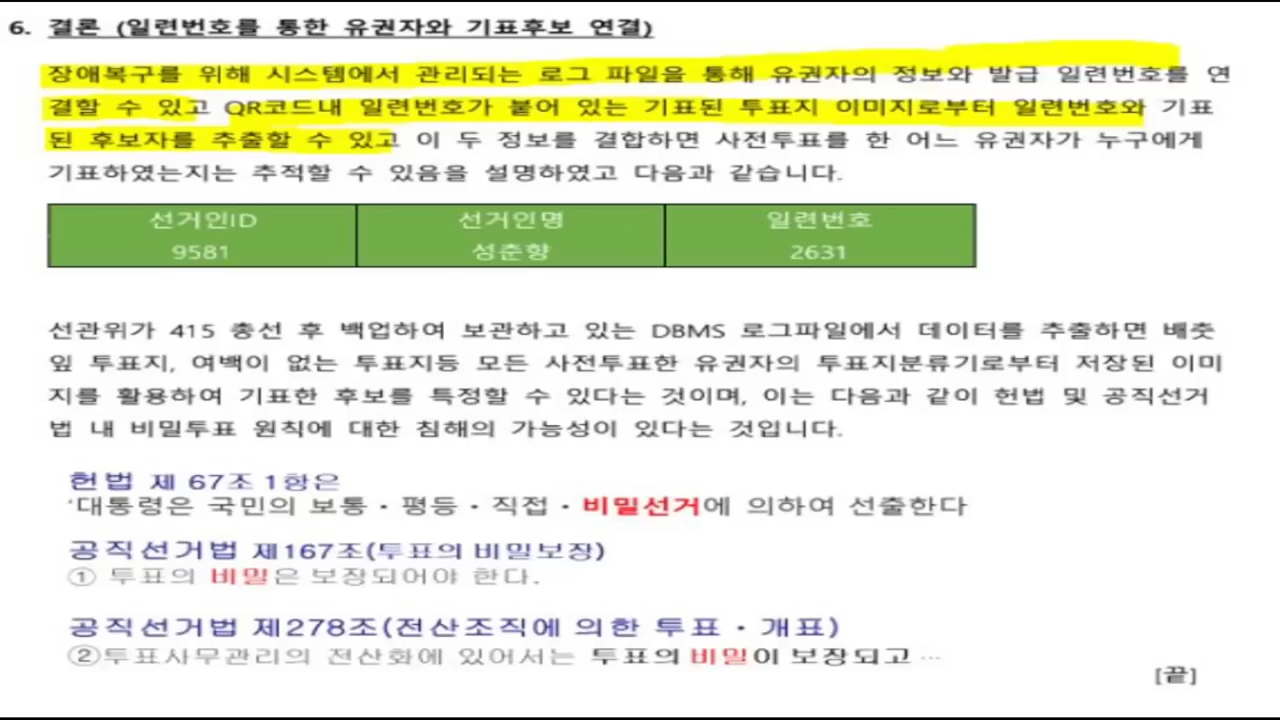 6. 결론 (일련번호를 통한 유권자와 기표후보 연결)
장애복구를 위해 시스템에서 관리되는 로그 파일을 통해 유권자의 정보와 발급 일련번호를 연
결할 수 있고 QR코드내 일련번호가 붙어 있는 기표된 투표지 이미지로부터 일련번호와 기표
된 후보자를 추출할 수 있고 이 두 정보를 결합하면 사전투표를 한 어느 유권자가 누구에게
기표하였는지는 추적할 수 있음을 설명하였고 다음과 같습니다.
선거인ID 선거인명 일련번호
9581 성춘향 2631
선관위가 415 총선 후 백업하여 보관하고 있는 DBMS 로그파일에서 데이터를 추출하면 배춧
잎 투표지, 여백이 없는 투표지등 모든 사전투표한 유권자의 투표지분류기로부터 저장된 이미
지를 활용하여 기표한 후보를 특정할 수 있다는 것이며, 이는 다음과 같이 헌법 및 공직선거
법 내 비밀투표 원칙에 대한 침해의 가능성이 있다는 것입니다.
헌법 제 67조 1항은
‘대통령은 국민의 보통・평등・직접・비밀선거에 의하여 선출한다
공직선거법 제167조(투표의 비밀보장)
① 투표의 비밀은 보장되어야 한다.
공직선거법 제278조(전산조직에 의한 투표・개표)
②투표사무관리의 전산화에 있어서는 투표의 비밀이 보장되고 …
[끝]